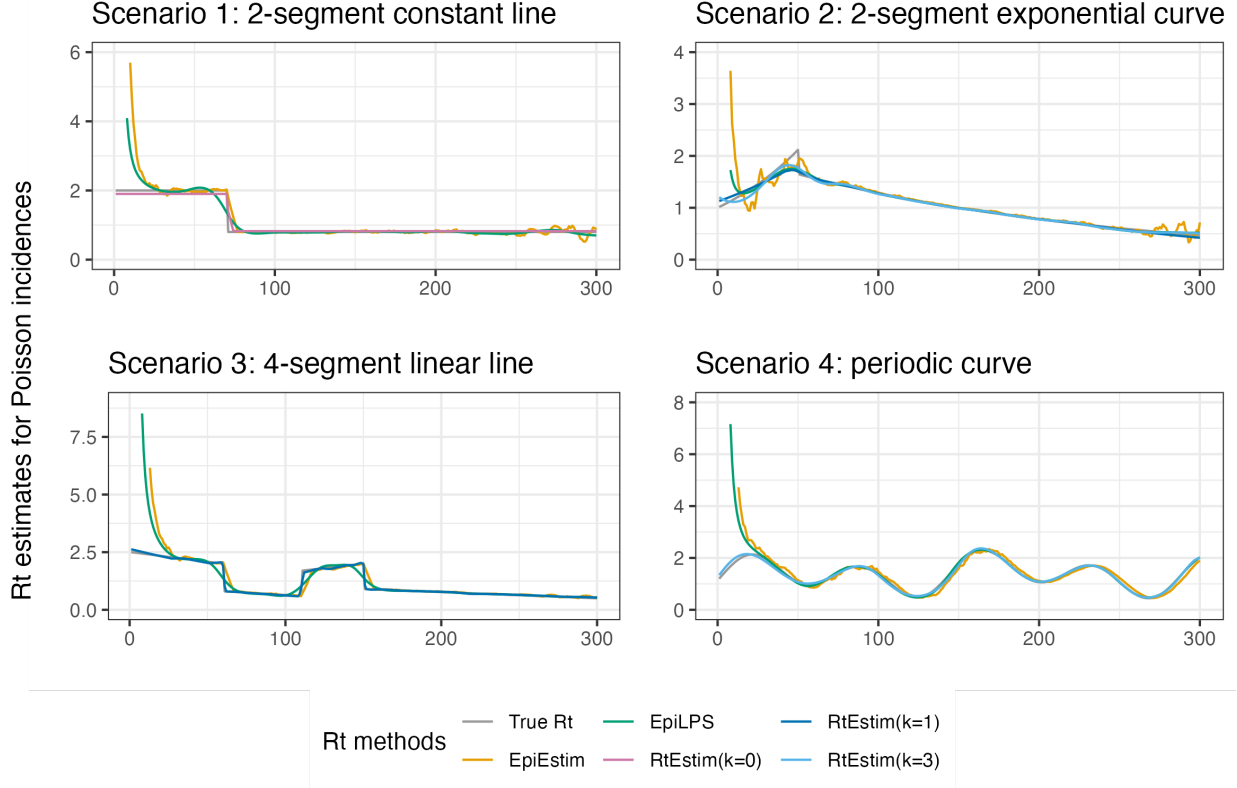 Scenario 1: 2-segment constant line
Scenario 2: 2-segment exponential curve
Rt estimates for Poisson incidences
6
4
2
0
0 100 200 300
4
3
2
1
0
0 100 200 300
Scenario 3: 4-segment linear line
Scenario 4: periodic curve
7.5
5.0
2.5
0.0
0 100 200 300
8
6
4
2
0
0 100 200 300
Rt methods
True Rt
EpiLPS
RtEstim(k=1)
EpiEstim
RtEstim(k=0)
RtEstim(k=3)